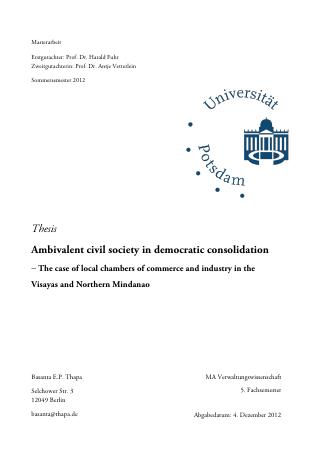 Masterarbeit
Erstgutachter: Prof. Dr. Harald Fuhr
Zweitgutachterin: Prof. Dr. Antje Vetterlein
Sommersemester 2012
Universität
Potsdam
Thesis
Ambivalent civil society in democratic consolidation
– The case of local chambers of commerce and industry in the
Visayas and Northern Mindanao
Basanta E.P. Thapa
MA Verwaltungswissenschaft
5. Fachsemester
Selchower Str. 3
12049 Berlin
basanta@thapa.de
Abgabedatum: 4. Dezember 2012